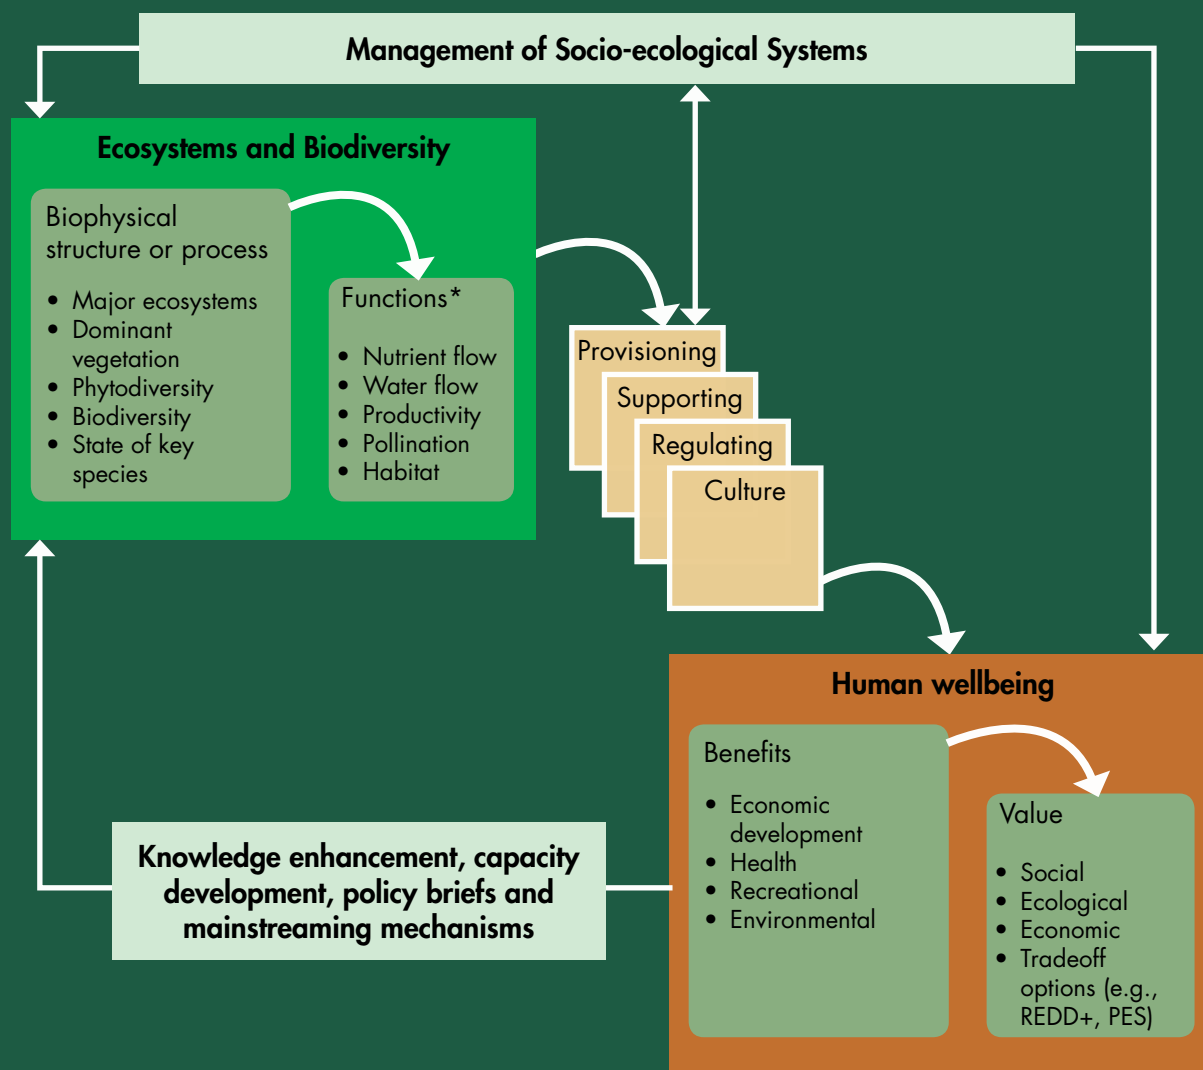 Management of Socio-ecological Systems
Ecosystems and Biodiversity
Biophysical
structure or process
• Major ecosystems
• Dominant
vegetation
• Phytodiversity
• Biodiversity
• State of key
species
Functions*
• Nutrient flow
• Water flow
• Productivity
• Pollination
• Habitat
Provisioning
Supporting
Regulating
Culture
Human wellbeing
Benefits
• Economic
development
• Health
• Recreational
• Environmental
Value
• Social
• Ecological
• Economic
• Tradeoff
options (e.g.,
REDD+, PES)
Knowledge enhancement, capacity
development, policy briefs and
mainstreaming mechanisms